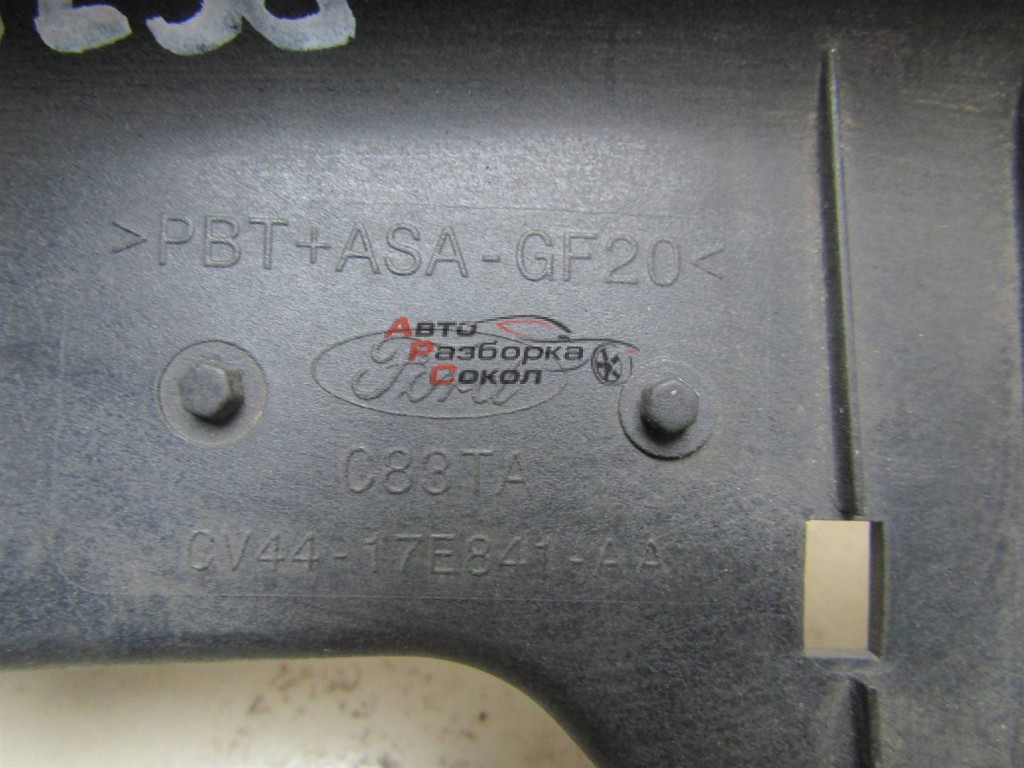 >PBT+ASA-GF20<
Авто
Разборка
Сокол
Ford
C83TA
CV44-17E841-AA